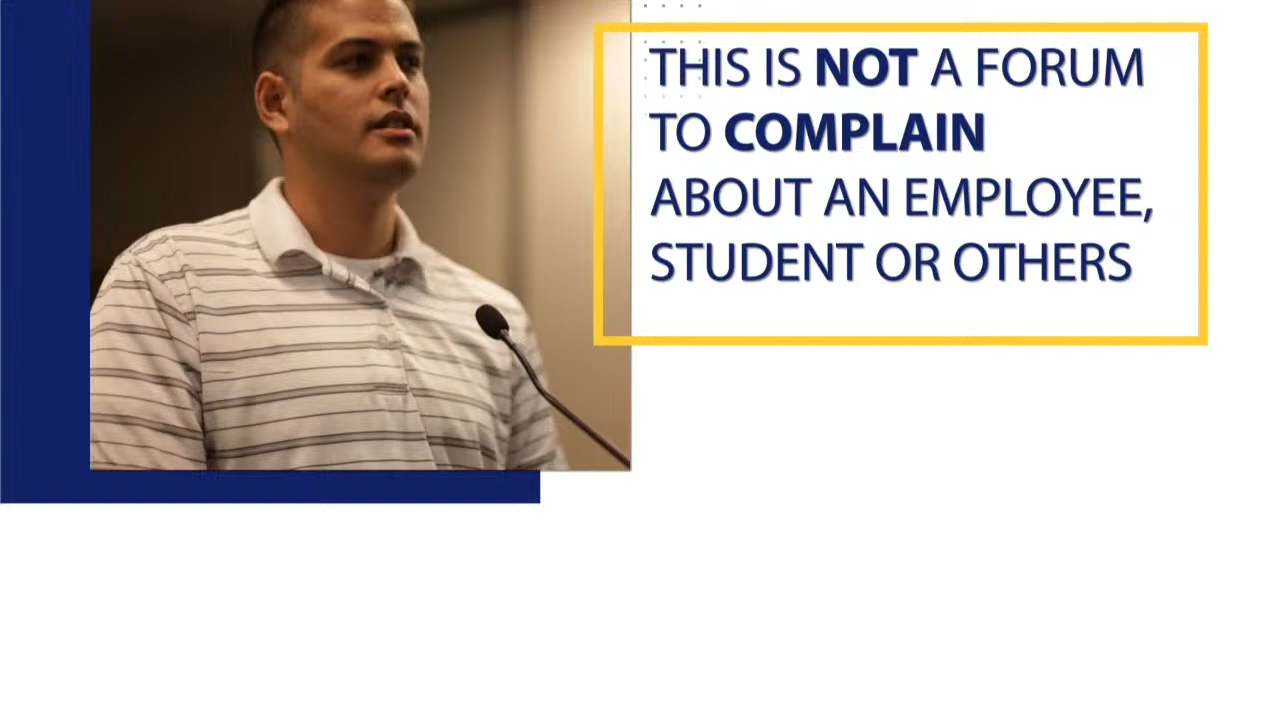 THIS IS NOT A FORUM
TO COMPLAIN
ABOUT AN EMPLOYEE,
STUDENT OR OTHERS